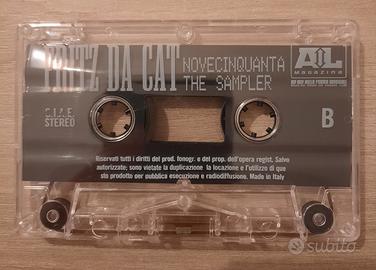 FRITZ DA CAT
NOVECINQUANTA
THE SAMPLER
AL
magazine
S.I.A.E.
STEREO
B
Riservati tutti i diritti del prod. fonogr. e del prop. dell'opera regist, Salvo
autorizzate; sono vietate la duplicazione la locazione e l'utilizzo di que
sto prodotto per pubblica esecuzione e radiodiffusione. Made in Italy
subito